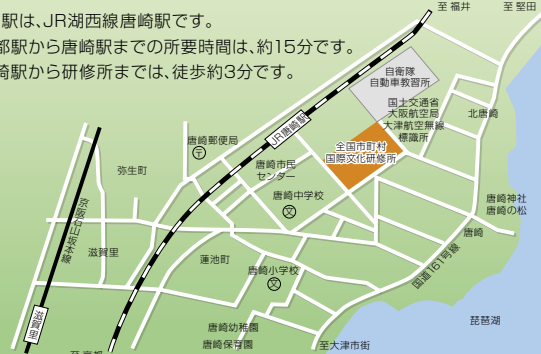 駅は、JR湖西線唐崎駅です。
都駅から唐崎駅までの所要時間は、約15分です。
崎駅から研修所までは、徒歩約3分です。
至 福井
至 堅田
自衛隊
自動車教習所
国土交通省
大阪航空局
大津航空無線
標識所
北唐崎
JR唐崎駅
全国市町村
国際文化研修所
唐崎郵便局
〒
弥生町
唐崎市民
センター
唐崎中学校
文
唐崎神社
唐崎の松
唐崎
京阪石山坂本線
滋賀里
蓮池町
唐崎小学校
文
国道161号線
滋賀里
琵琶湖
唐崎幼稚園
唐崎保育園
至大津市街
至 京都